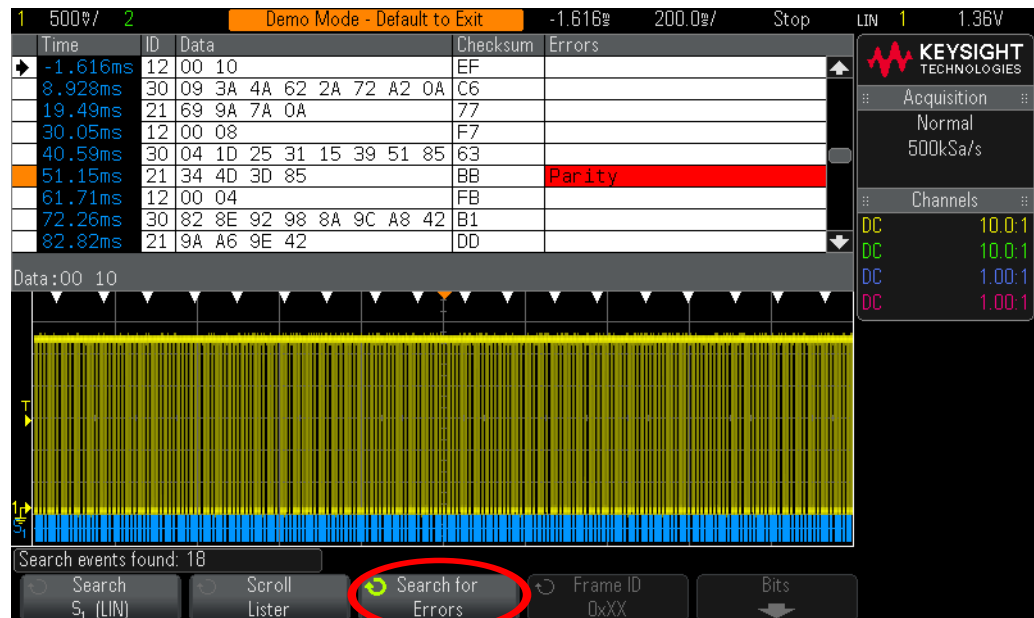 1 500㎷/ 2 Demo Mode - Default to Exit -1.616㎳ 200.0㎳/ Stop LIN 1 1.36V
Time ID Data Checksum Errors
-1.616ms 12 00 10 EF
8.928ms 30 09 3A 4A 62 2A 72 A2 0A C6
19.49ms 21 69 9A 7A 0A 77
30.05ms 12 00 08 F7
40.59ms 30 04 1D 25 31 15 39 51 85 63
51.15ms 21 34 4D 3D 85 BB Parity
61.71ms 12 00 04 FB
72.26ms 30 82 8E 92 98 8A 9C A8 42 B1
82.82ms 21 9A A6 9E 42 DD
Data:00 10
KEYSIGHT
TECHNOLOGIES
Acquisition
Normal
500kSa/s
Channels
DC 10.0:1
DC 10.0:1
DC 1.00:1
DC 1.00:1
T
1
S1
Search events found: 18
Search
S1 (LIN)
Scroll
Lister
Search for
Errors
Frame ID
0xXX
Bits